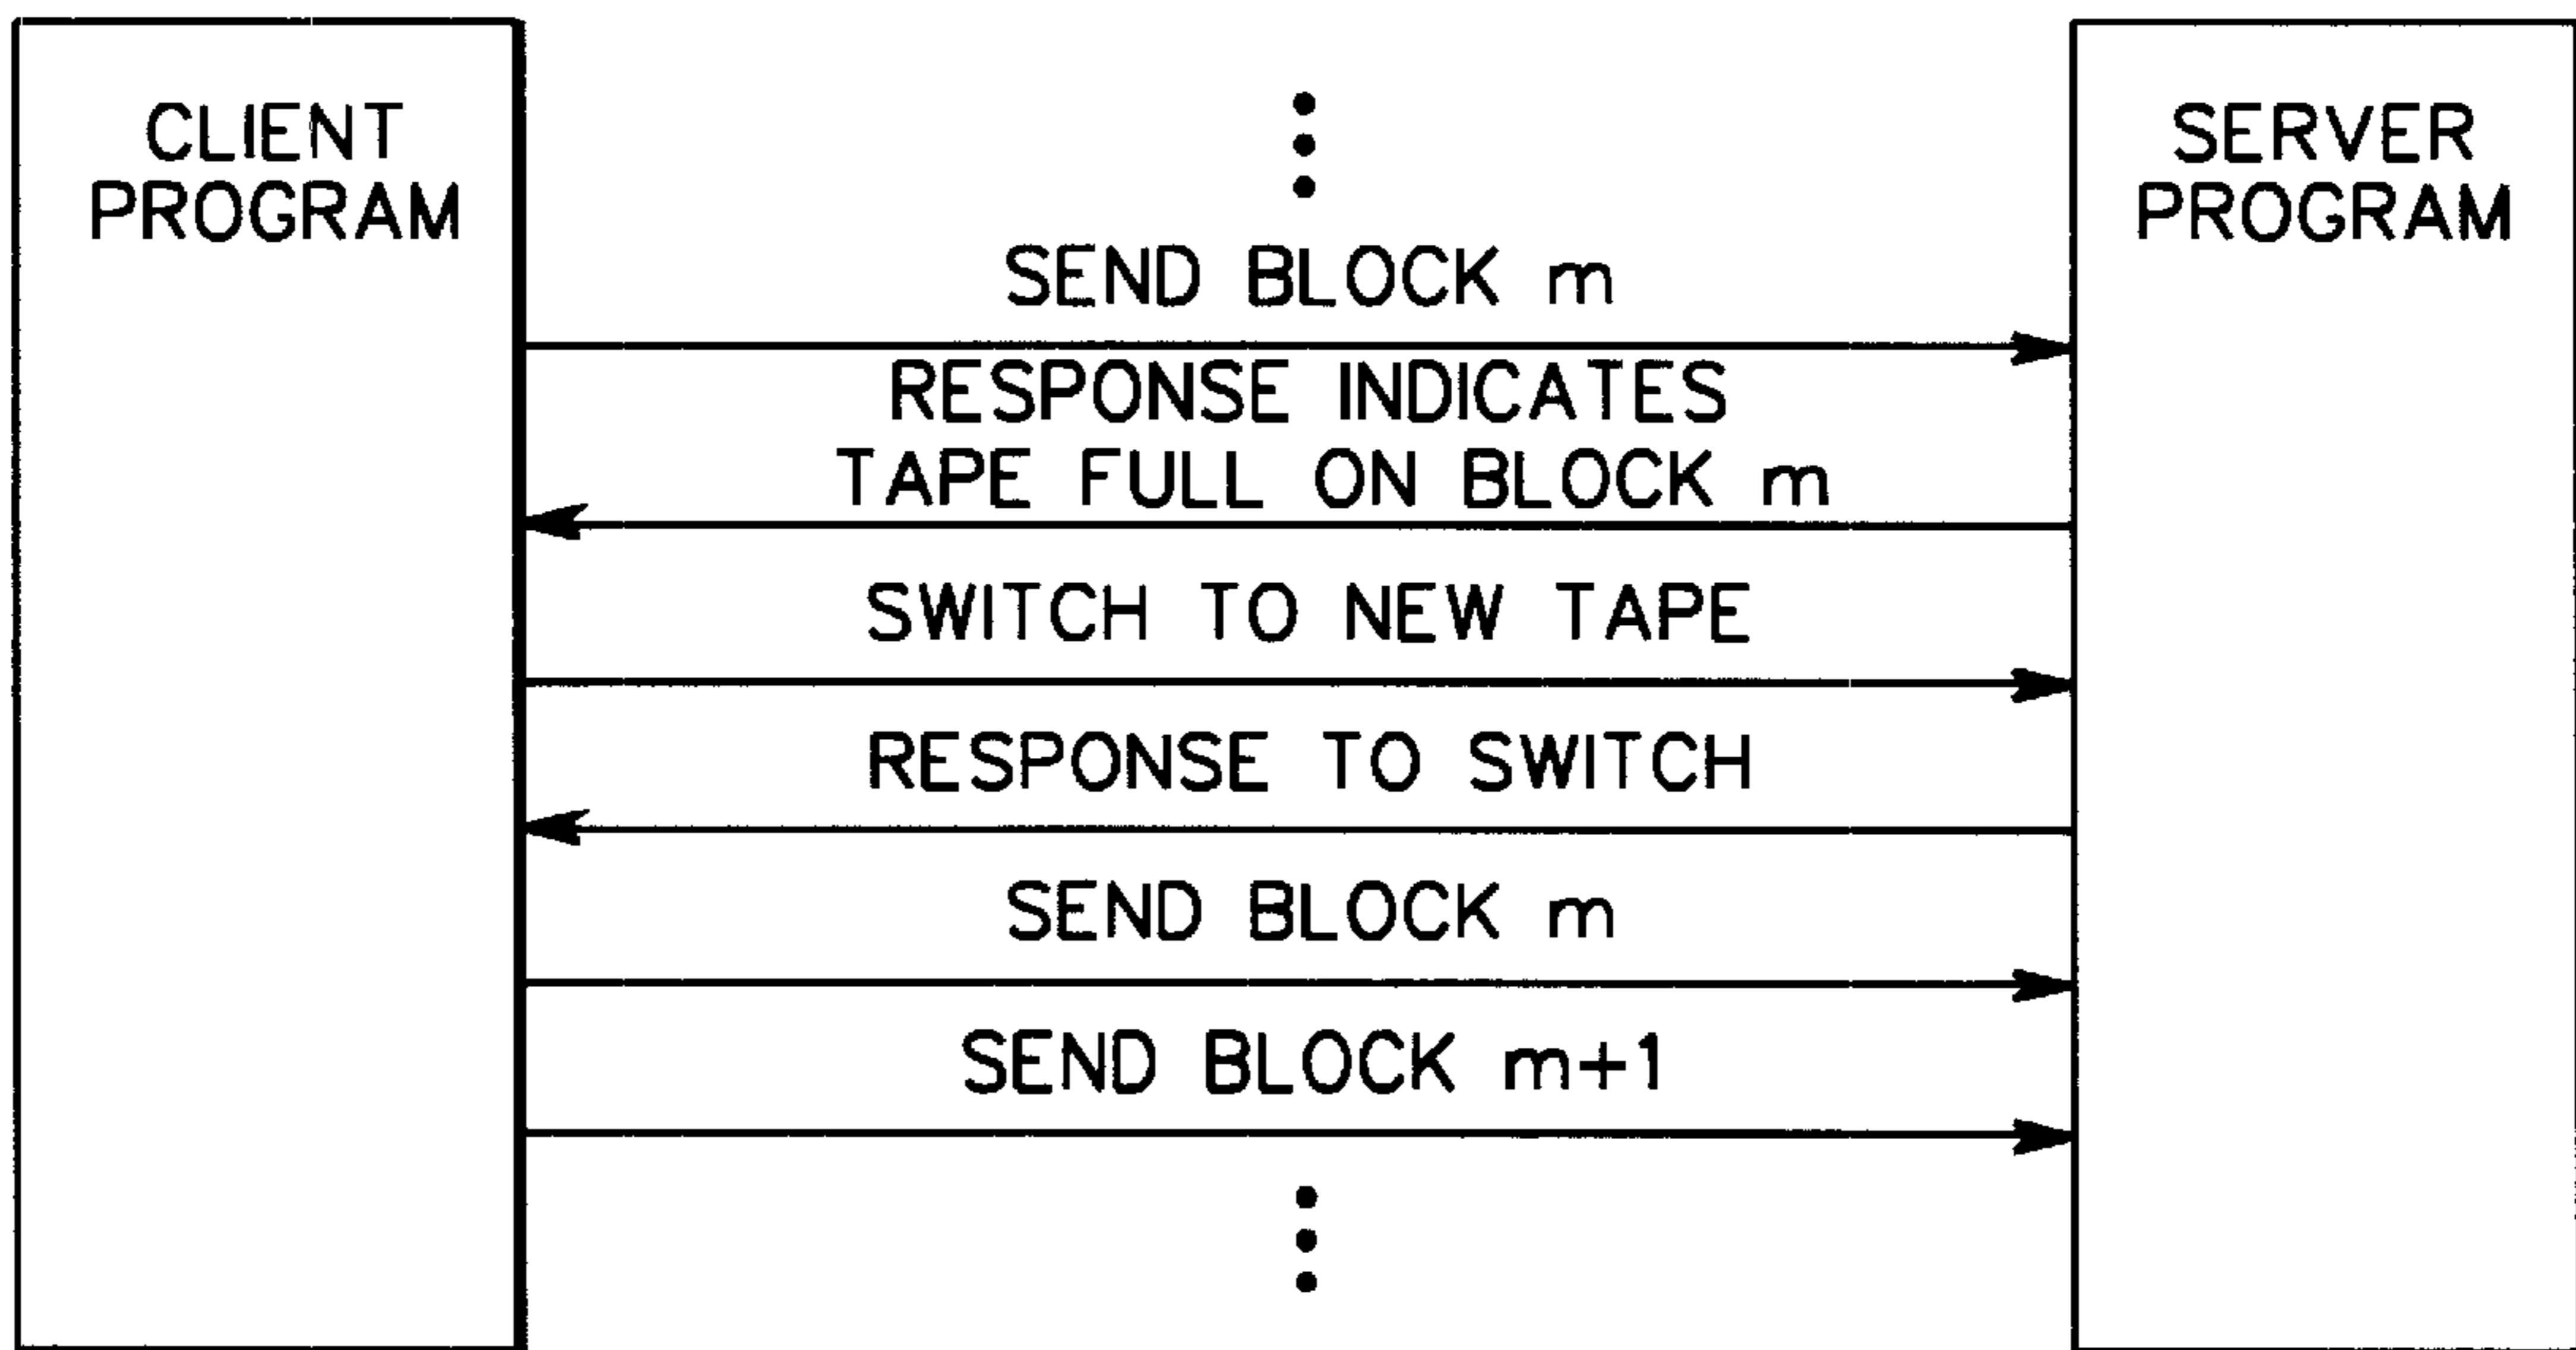 CLIENT
PROGRAM
SERVER
PROGRAM
SEND BLOCK m
RESPONSE INDICATES
TAPE FULL ON BLOCK m
SWITCH TO NEW TAPE
RESPONSE TO SWITCH
SEND BLOCK m
SEND BLOCK m+1